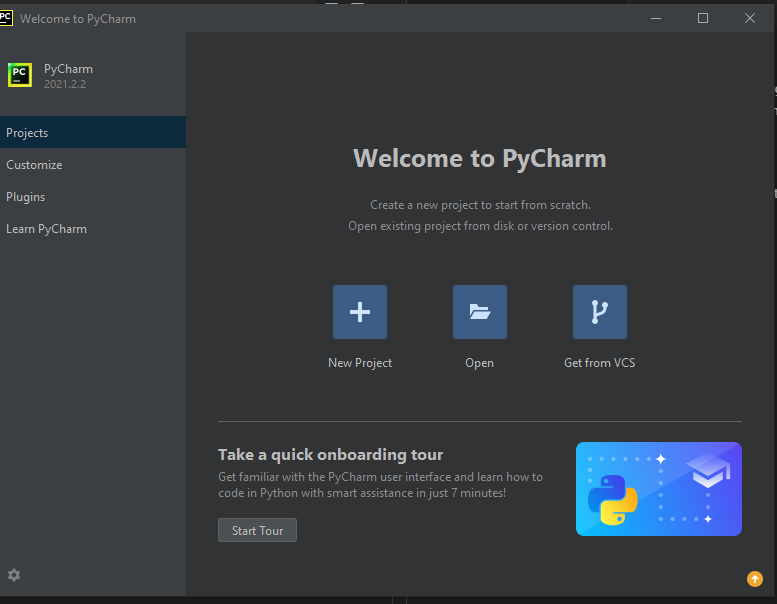 PC
Welcome to PyCharm
PC
PyCharm
2021.2.2
Projects
Customize
Plugins
Learn PyCharm
Welcome to PyCharm
Create a new project to start from scratch.
Open existing project from disk or version control.
New Project
Open
Get from VCS
Take a quick onboarding tour
Get familiar with the PyCharm user interface and learn how to
code in Python with smart assistance in just 7 minutes!
Start Tour